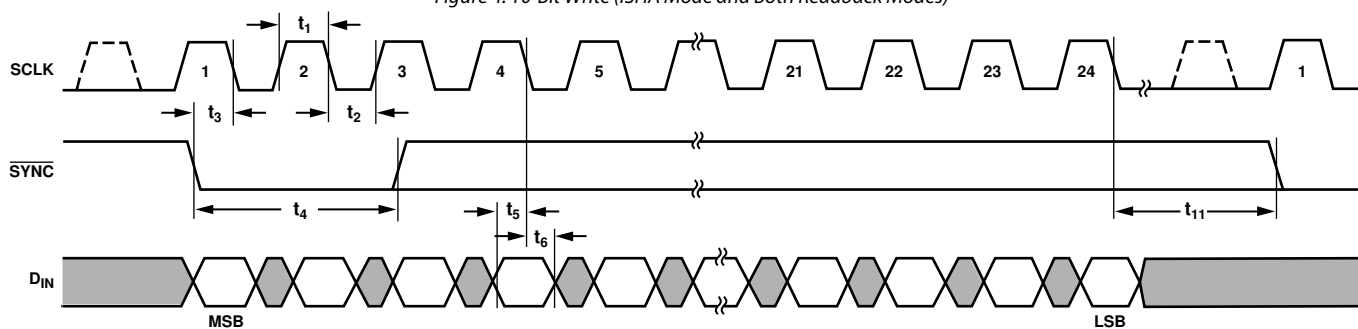 Figure 4. 10-Bit Write (ISHA Mode and Both Readback Modes)
t1
SCLK 1 2 3 4 5 21 22 23 24 1
t3 t2
SYNC
t4 t5 t11
t6
DIN
MSB LSB